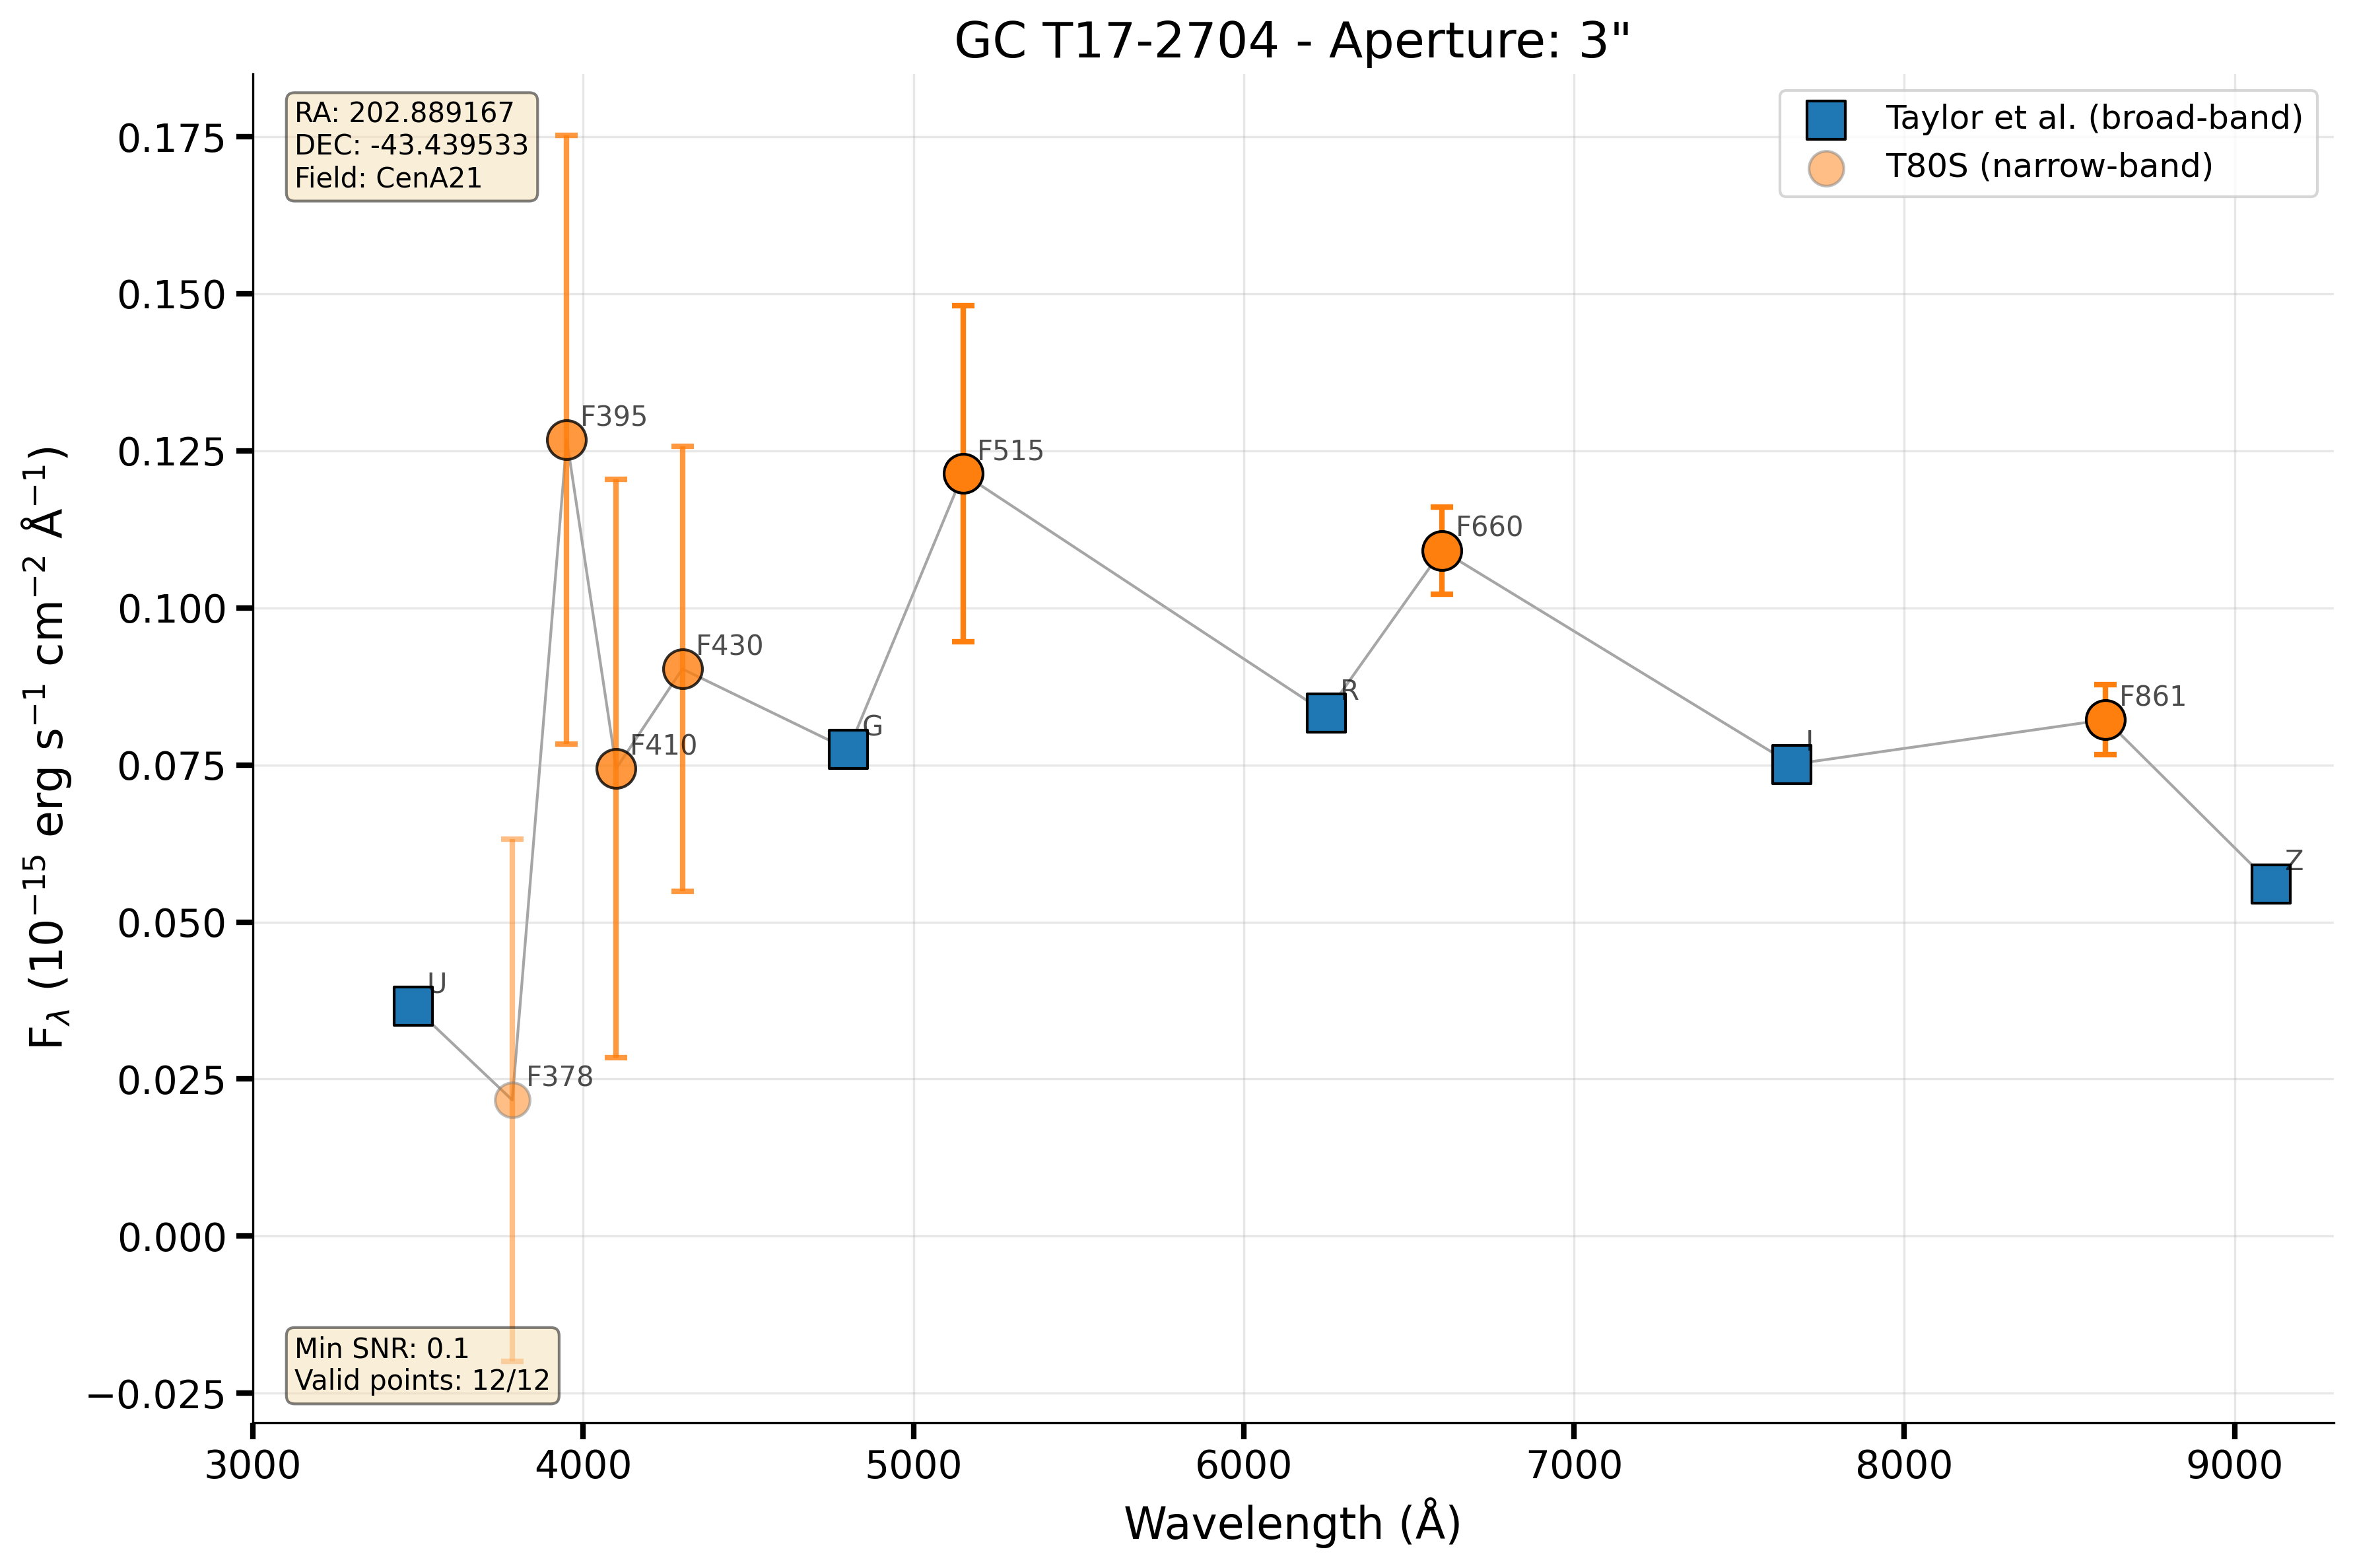 GC T17-2704 - Aperture: 3"
RA: 202.889167
DEC: -43.439533
Field: CenA21
Taylor et al. (broad-band)
T80S (narrow-band)
0.175
0.150
0.125
0.100
0.075
0.050
0.025
0.000
−0.025
F_λ (10⁻¹⁵ erg s⁻¹ cm⁻² Å⁻¹)
U
F378
F395
F410
F430
G
F515
R
F660
I
F861
Z
Min SNR: 0.1
Valid points: 12/12
3000 4000 5000 6000 7000 8000 9000
Wavelength (Å)